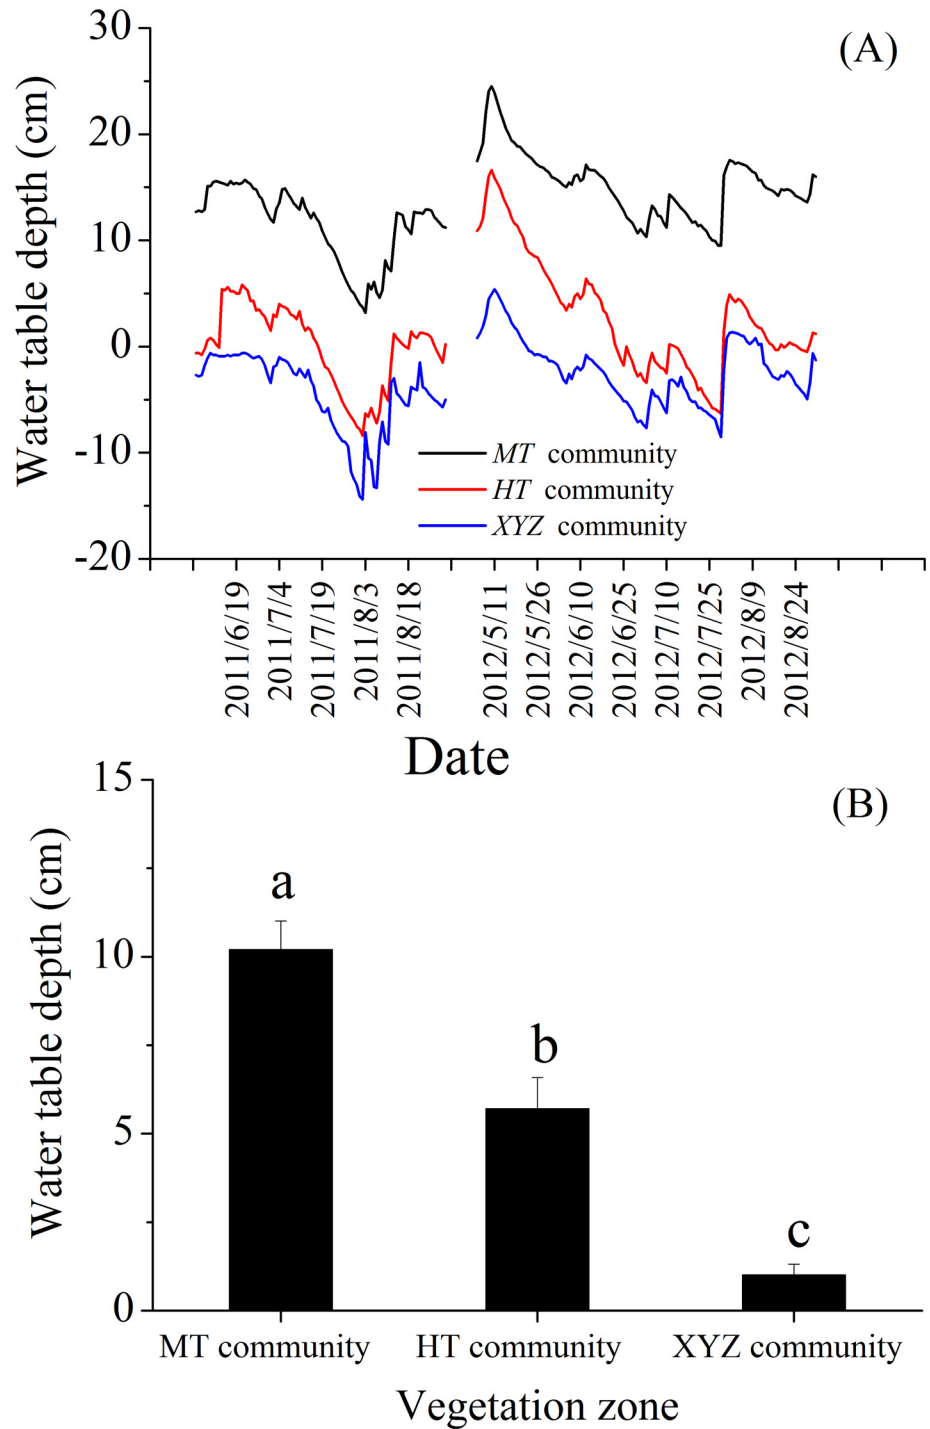 (A)
Water table depth (cm)
30
20
10
0
-10
-20
MT community
HT community
XYZ community
2011/6/19
2011/7/4
2011/7/19
2011/8/3
2011/8/18
2012/5/11
2012/5/26
2012/6/10
2012/6/25
2012/7/10
2012/7/25
2012/8/9
2012/8/24
Date
(B)
Water table depth (cm)
15
10
5
0
a
b
c
MT community
HT community
XYZ community
Vegetation zone